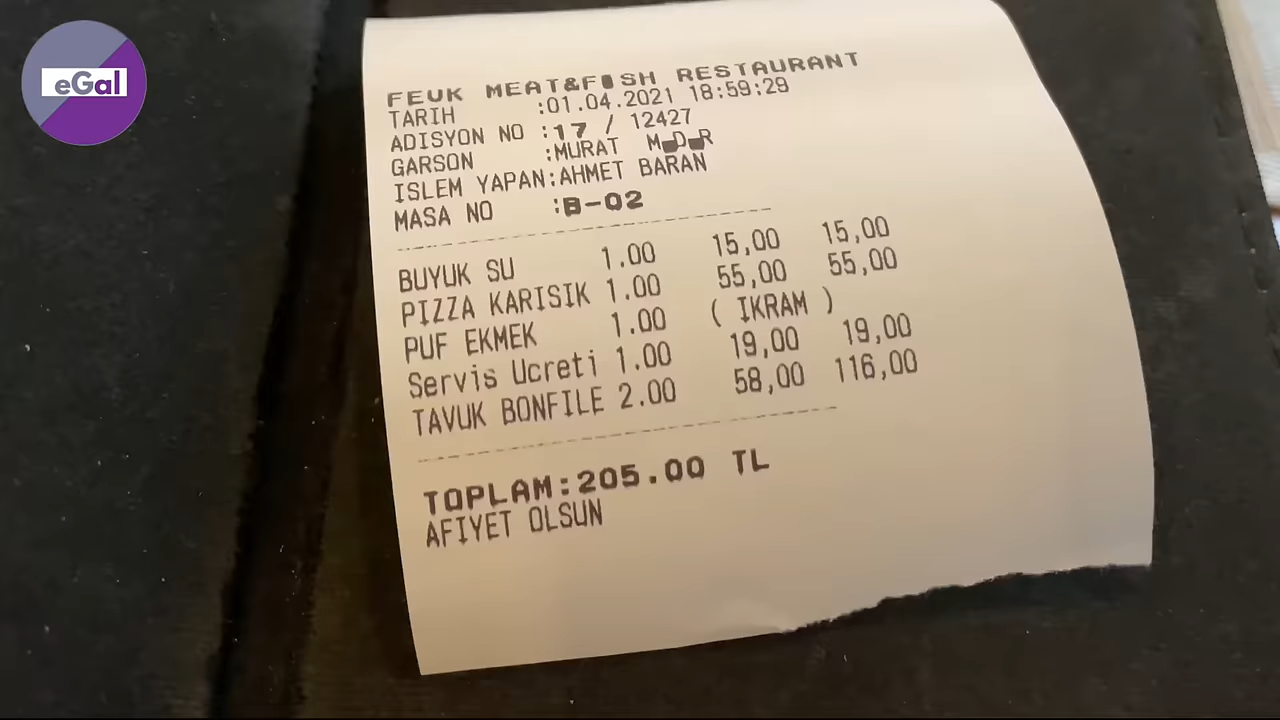 eGal
FEUK MEAT&F▮SH RESTAURANT
TARIH :01.04.2021 18:59:29
ADISYON NO :17 / 12427
GARSON :MURAT
ISLEM YAPAN:AHMET BARAN
MASA NO :B-02
BUYUK SU 1.00 15,00 15,00
PIZZA KARISIK 1.00 55,00 55,00
PUF EKMEK 1.00 ( IKRAM )
Servis Ucreti 1.00 19,00 19,00
TAVUK BONFILE 2.00 58,00 116,00
TOPLAM:205.00 TL
AFIYET OLSUN